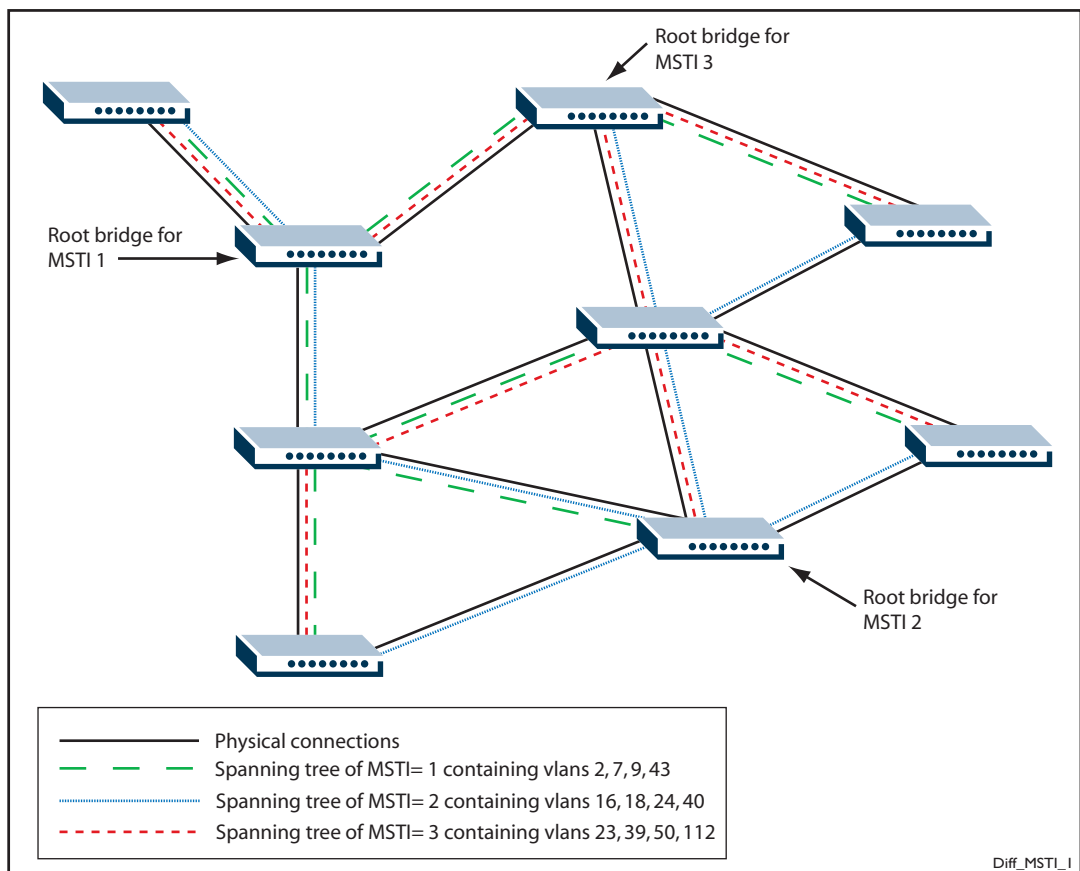 Root bridge for
MSTI 3
Root bridge for
MSTI 1
Root bridge for
MSTI 2
Physical connections
Spanning tree of MSTI= 1 containing vlans 2, 7, 9, 43
Spanning tree of MSTI= 2 containing vlans 16, 18, 24, 40
Spanning tree of MSTI= 3 containing vlans 23, 39, 50, 112
Diff_MSTI_1